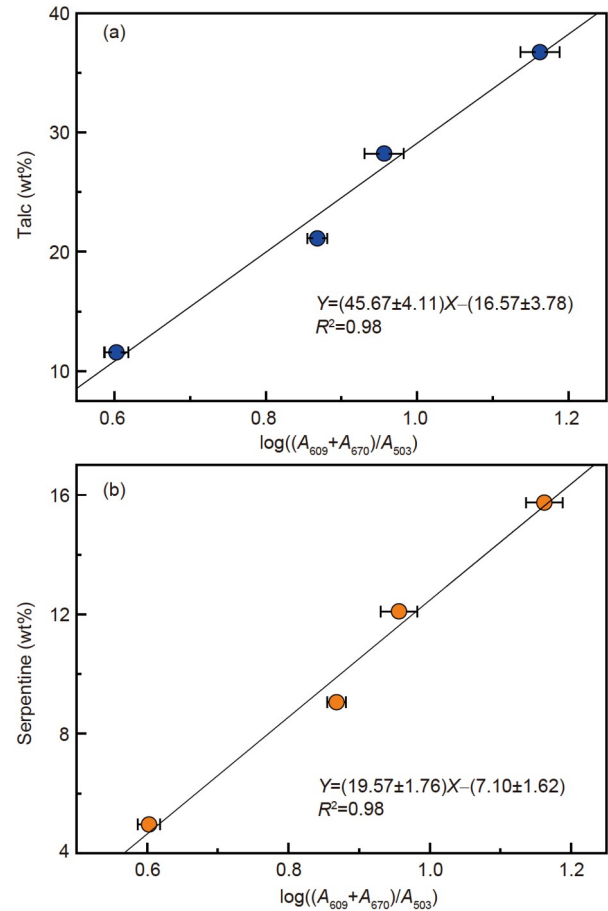 (a)
40
30
20
10
Talc (wt%)
Y=(45.67±4.11)X−(16.57±3.78)
R²=0.98
0.6 0.8 1.0 1.2
log((A₆₀₉+A₆₇₀)/A₅₀₃)
(b)
16
12
8
4
Serpentine (wt%)
Y=(19.57±1.76)X−(7.10±1.62)
R²=0.98
0.6 0.8 1.0 1.2
log((A₆₀₉+A₆₇₀)/A₅₀₃)